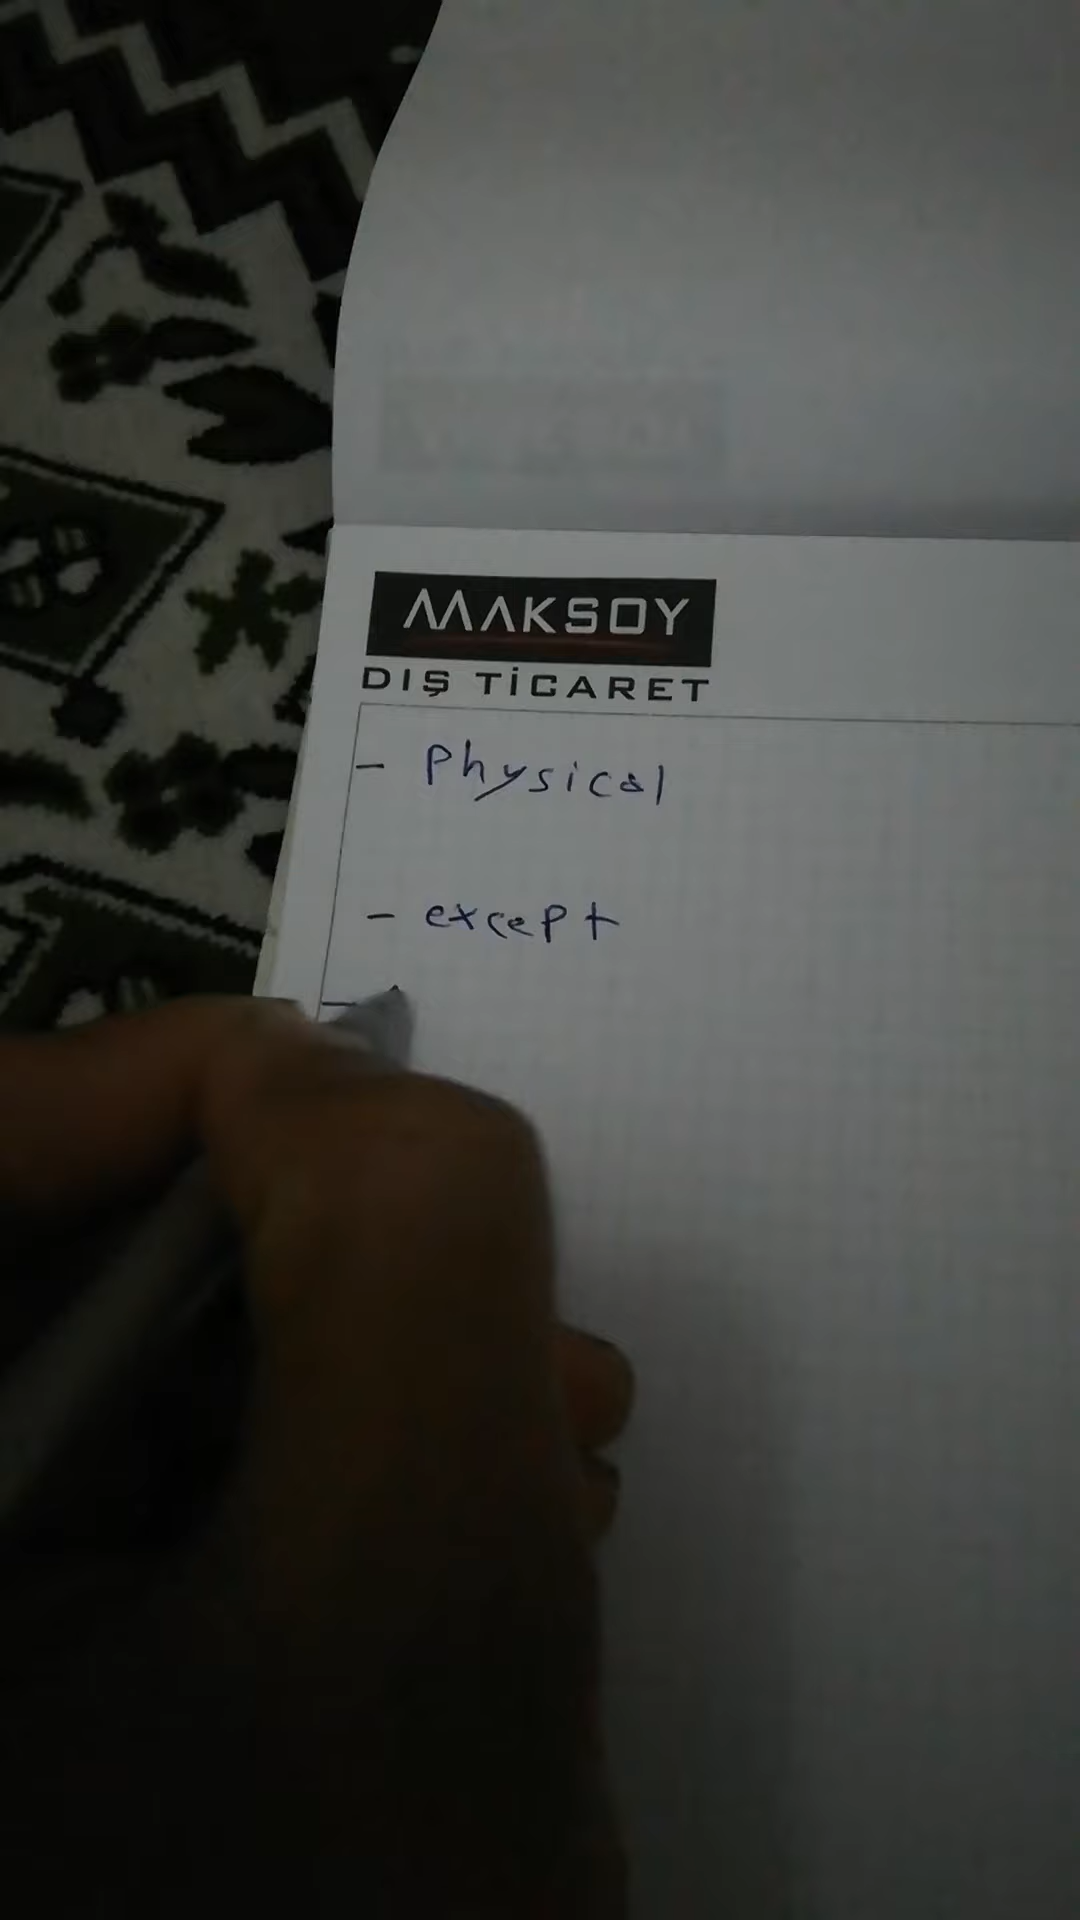 MAKSOY
DIŞ TİCARET
- Physical
- except
-